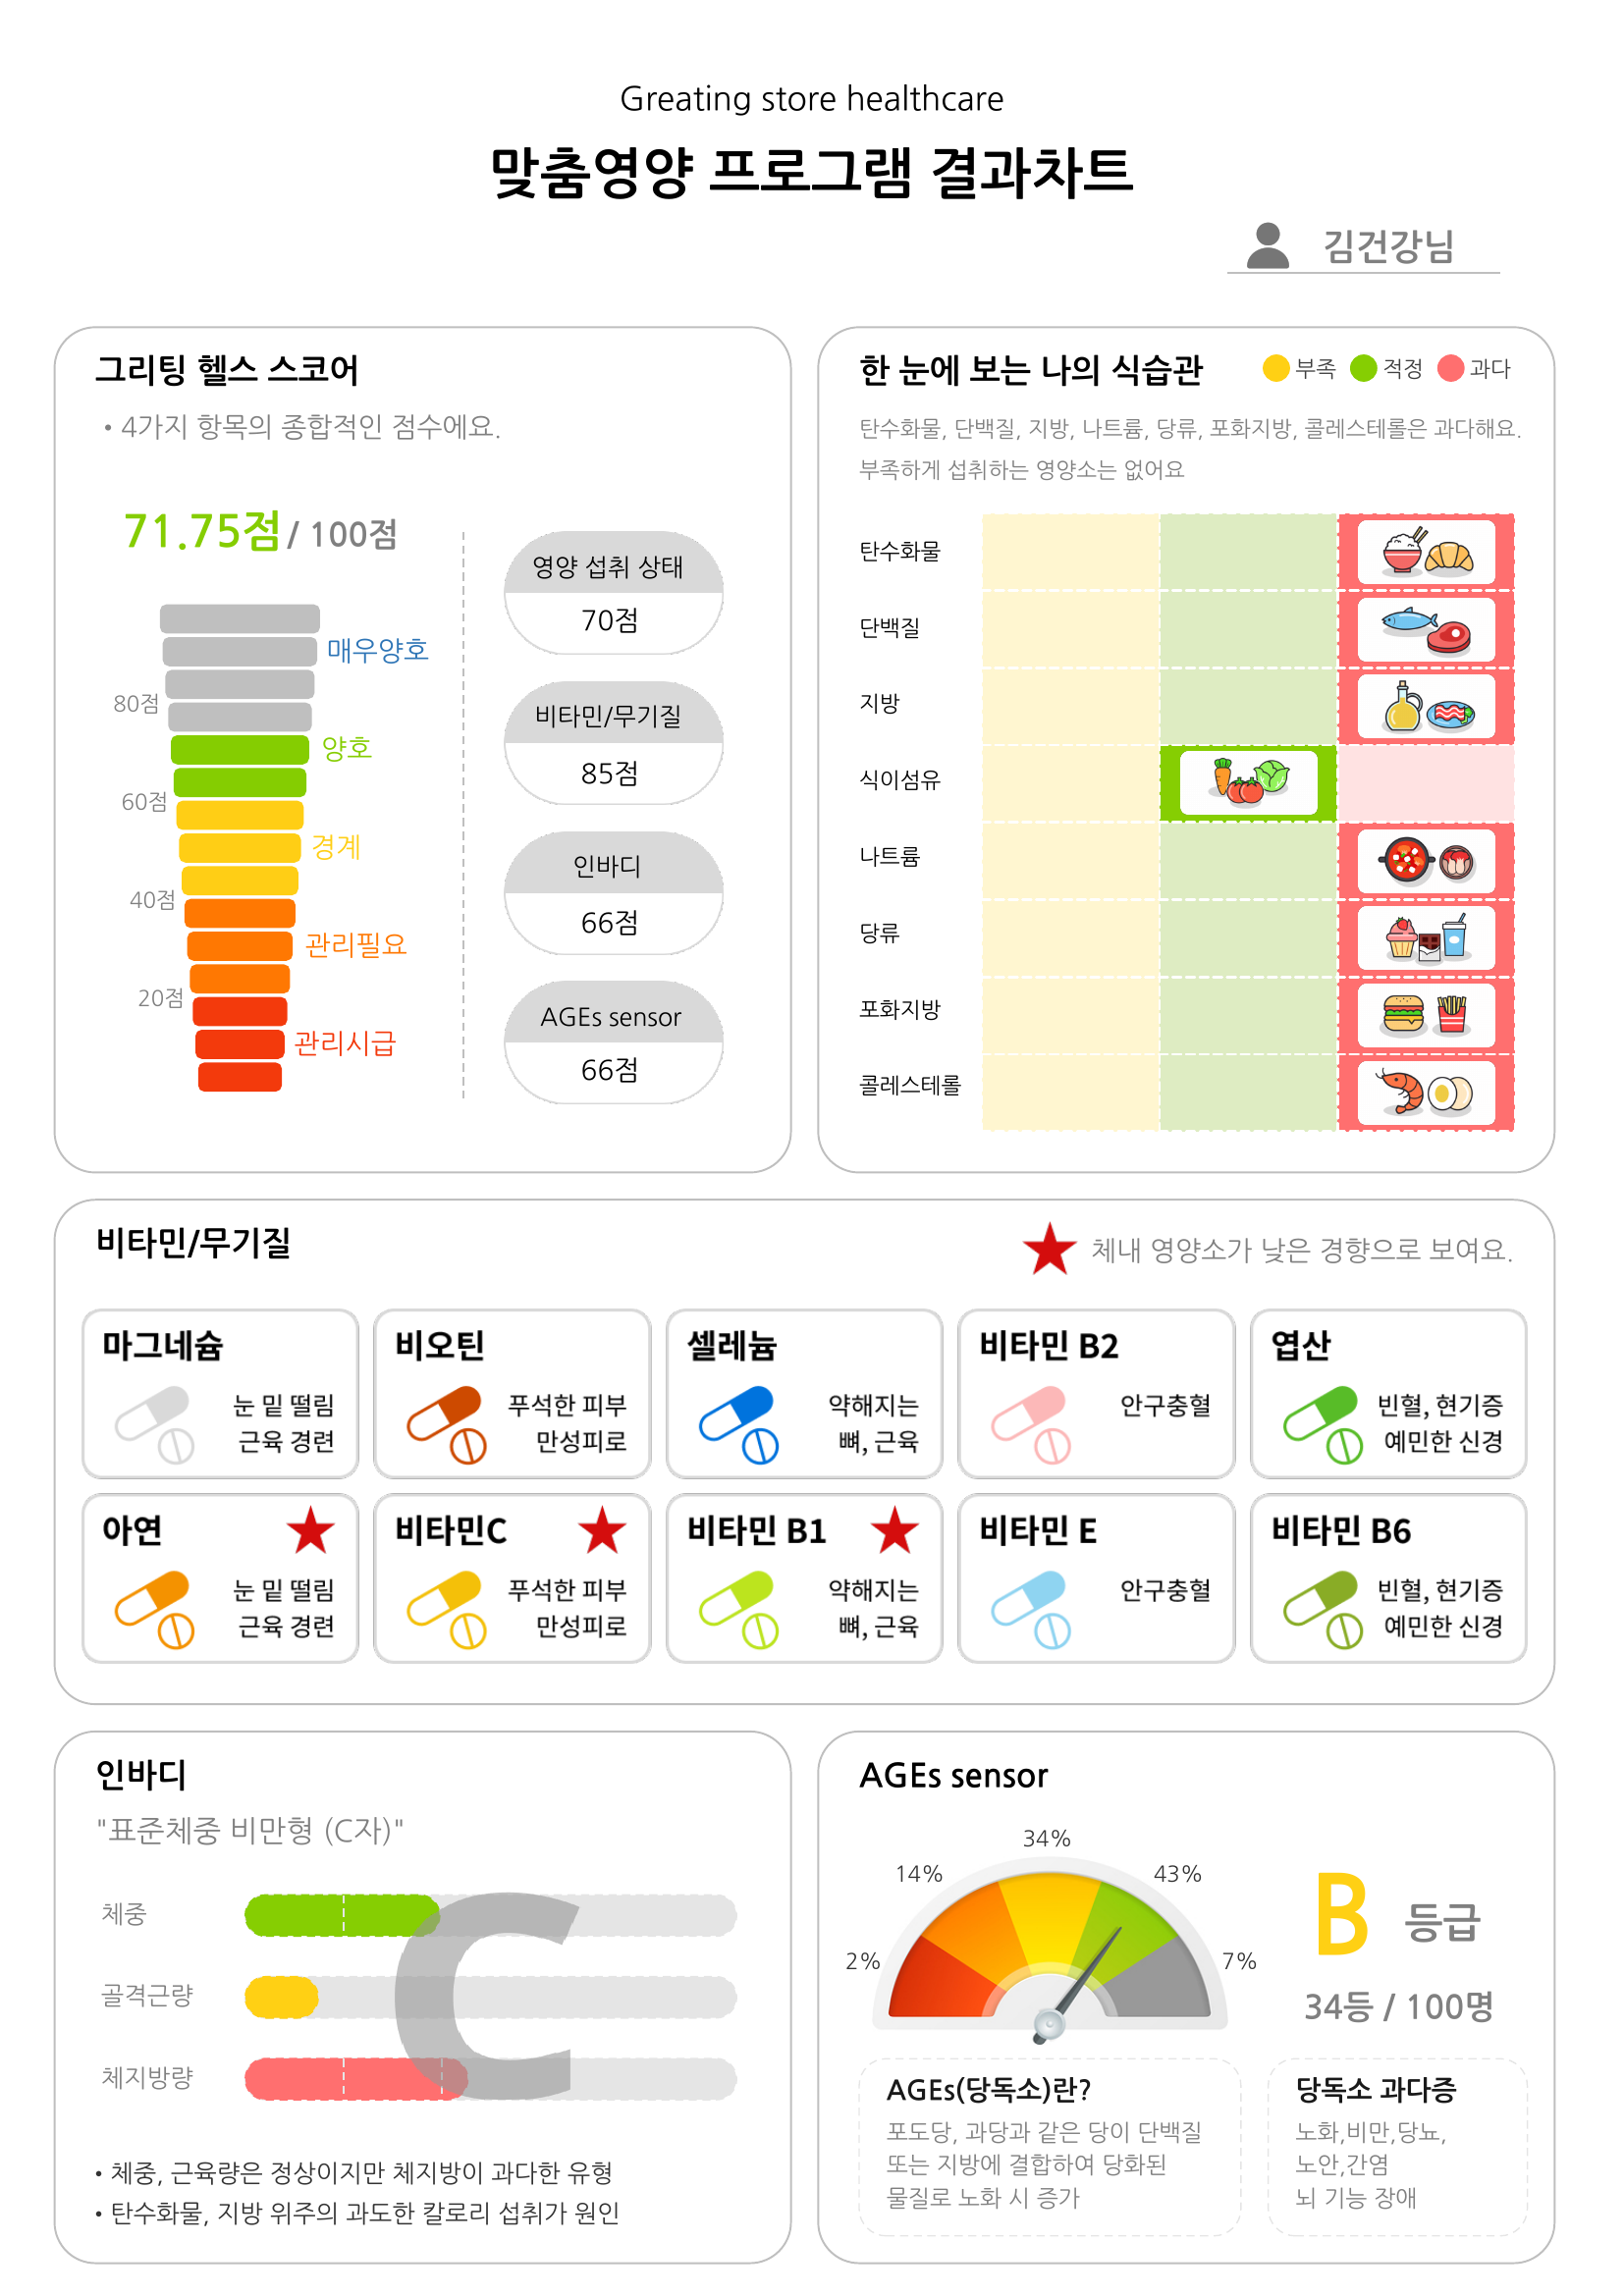 Greating store healthcare
맞춤영양 프로그램 결과차트
김건강님
그리팅 헬스 스코어
• 4가지 항목의 종합적인 점수에요.
71.75점 / 100점
매우양호
80점
양호
60점
경계
40점
관리필요
20점
관리시급
영양 섭취 상태
70점
비타민/무기질
85점
인바디
66점
AGEs sensor
66점
한 눈에 보는 나의 식습관
부족 적정 과다
탄수화물, 단백질, 지방, 나트륨, 당류, 포화지방, 콜레스테롤은 과다해요.
부족하게 섭취하는 영양소는 없어요
탄수화물
단백질
지방
식이섬유
나트륨
당류
포화지방
콜레스테롤
비타민/무기질
체내 영양소가 낮은 경향으로 보여요.
마그네슘
눈 밑 떨림
근육 경련
비오틴
푸석한 피부
만성피로
셀레늄
약해지는
뼈, 근육
비타민 B2
안구충혈
엽산
빈혈, 현기증
예민한 신경
아연
눈 밑 떨림
근육 경련
비타민C
푸석한 피부
만성피로
비타민 B1
약해지는
뼈, 근육
비타민 E
안구충혈
비타민 B6
빈혈, 현기증
예민한 신경
인바디
"표준체중 비만형 (C자)"
체중
골격근량
체지방량
C
• 체중, 근육량은 정상이지만 체지방이 과다한 유형
• 탄수화물, 지방 위주의 과도한 칼로리 섭취가 원인
AGEs sensor
2%
14%
34%
43%
7%
B 등급
34등 / 100명
AGEs(당독소)란?
포도당, 과당과 같은 당이 단백질
또는 지방에 결합하여 당화된
물질로 노화 시 증가
당독소 과다증
노화,비만,당뇨,
노안,간염
뇌 기능 장애